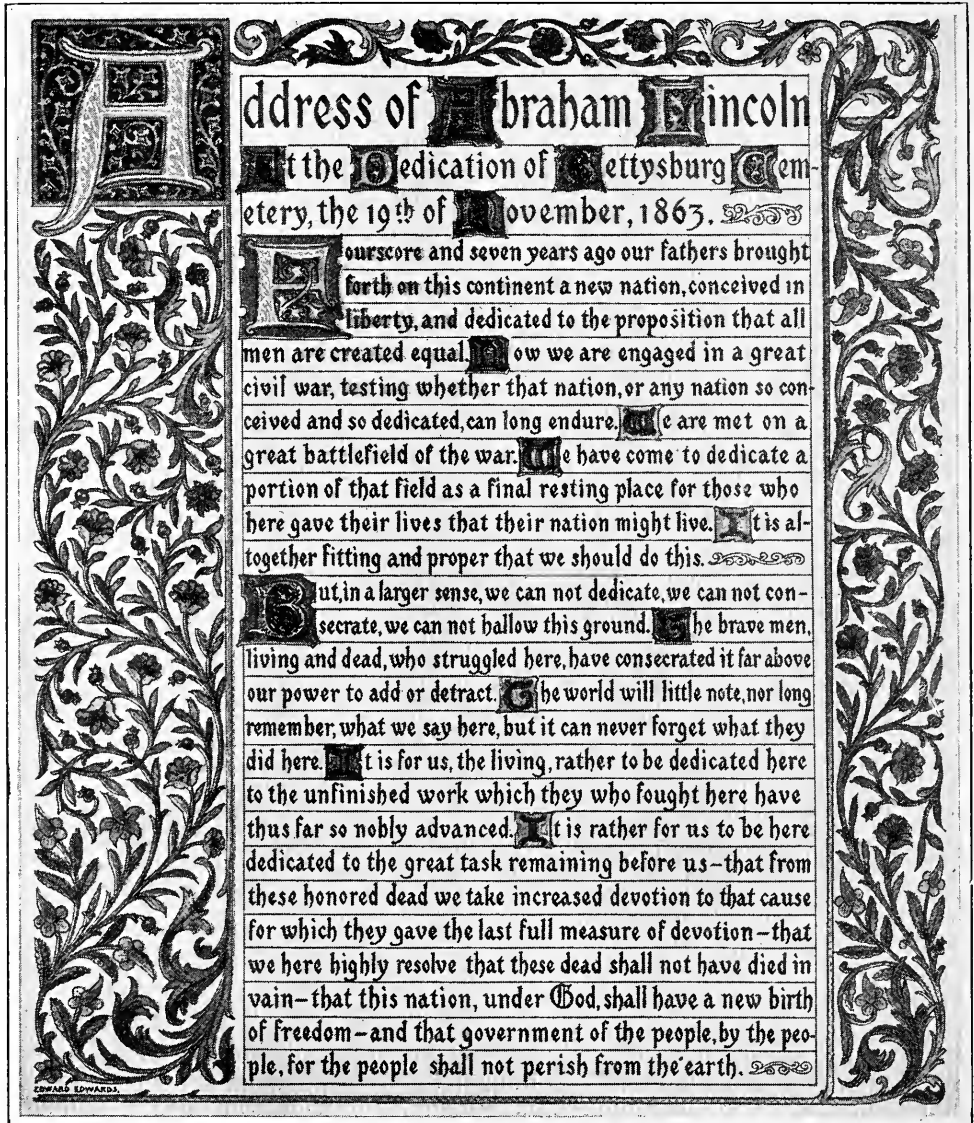 Address of Abraham Lincoln
At the Dedication of Gettysburg Cem-
etery, the 19th of November, 1863.
Fourscore and seven years ago our fathers brought
forth on this continent a new nation, conceived in
liberty, and dedicated to the proposition that all
men are created equal. Now we are engaged in a great
civil war, testing whether that nation, or any nation so con-
ceived and so dedicated, can long endure. We are met on a
great battlefield of the war. We have come to dedicate a
portion of that field as a final resting place for those who
here gave their lives that their nation might live. It is al-
together fitting and proper that we should do this.
But, in a larger sense, we can not dedicate, we can not con-
secrate, we can not hallow this ground. The brave men,
living and dead, who struggled here, have consecrated it far above
our power to add or detract. The world will little note, nor long
remember, what we say here, but it can never forget what they
did here. It is for us, the living, rather to be dedicated here
to the unfinished work which they who fought here have
thus far so nobly advanced. It is rather for us to be here
dedicated to the great task remaining before us—that from
these honored dead we take increased devotion to that cause
for which they gave the last full measure of devotion—that
we here highly resolve that these dead shall not have died in
vain—that this nation, under God, shall have a new birth
of freedom—and that government of the people, by the peo-
ple, for the people shall not perish from the earth.
EDWARD EDWARDS.